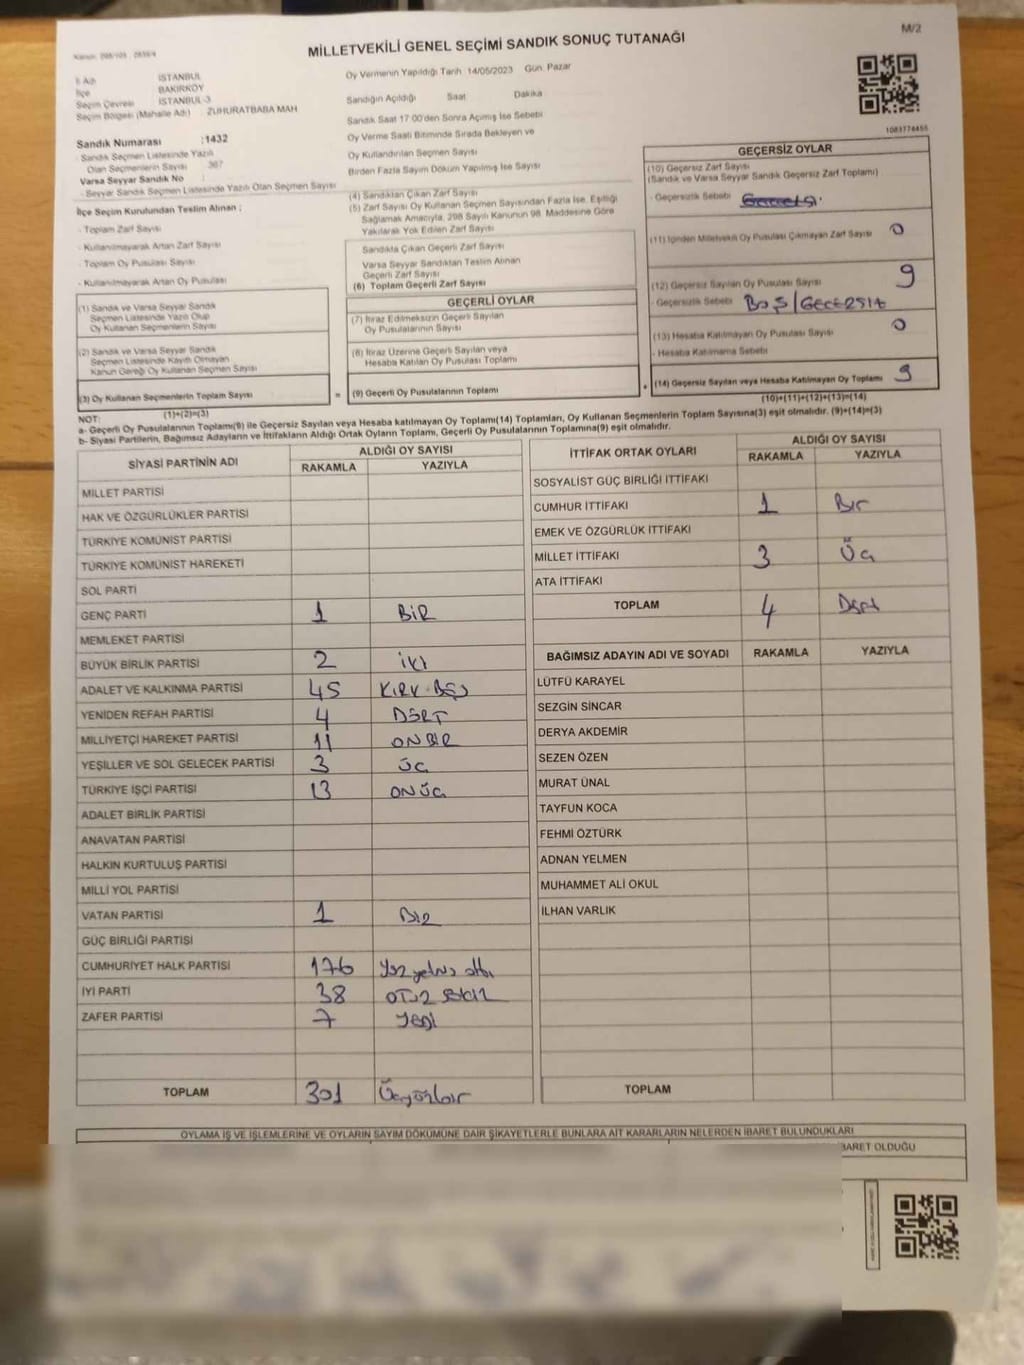 M/2
MİLLETVEKİLİ GENEL SEÇİMİ SANDIK SONUÇ TUTANAĞI
İl Adı İSTANBUL
İlçe BAKIRKÖY
Seçim Çevresi İSTANBUL-3
Seçim Bölgesi (Mahalle Adı) : ZUHURATBABA MAH
Sandık Numarası : 1432
- Sandık Seçmen Listesinde Yazılı
Olan Seçmenlerin Sayısı : 367
Varsa Seyyar Sandık No :
- Seyyar Sandık Seçmen Listesinde Yazılı Olan Seçmen Sayısı
İlçe Seçim Kurulundan Teslim Alınan ;
- Toplam Zarf Sayısı
- Kullanılmayarak Artan Zarf Sayısı
- Toplam Oy Pusulası
- Kullanılmayarak Artan Oy Pusulası
(1) Sandık ve Varsa Seyyar Sandık
Seçmen Listesinde Yazılı Olup
Oy Kullanan Seçmenlerin Sayısı
(2) Sandık ve Varsa Seyyar Sandık
Seçmen Listesinde Kayıtlı Olmayan
Kanun Gereği Oy Kullanan Seçmen Sayısı
(3) Oy Kullanan Seçmenlerin Toplam Sayısı
(1)+(2)=(3)
Oy Vermenin Yapıldığı Tarih 14/05/2023 Gün: Pazar
Sandığın Açıldığı Saat Dakika
Sandık Saat 17:00'den Sonra Açımış İse Sebebi
Oy Verme Saati Bitiminde Sırada Bekleyen ve
Oy Kullandırılan Seçmen Sayısı
Birden Fazla Sayım Döküm Yapılmış İse Sayısı
(4) Sandıktan Çıkan Zarf Sayısı
(5) Zarf Sayısı Oy Kullanan Seçmen Sayısından Fazla İse, Eşitliği
Sağlamak Amacıyla, 298 Sayılı Kanunun 98. Maddesine Göre
Yakılarak Yok Edilen Zarf Sayısı
Sandıkta Çıkan Geçerli Zarf Sayısı
Varsa Seyyar Sandıktan Teslim Alınan
Geçerli Zarf Sayısı
(6) Toplam Geçerli Zarf Sayısı
GEÇERLİ OYLAR
(7) İtiraz Edilmeksizin Geçerli Sayılan
Oy Pusulalarının Sayısı
(8) İtiraz Üzerine Geçerli Sayılan veya
Hesaba Katılan Oy Pusulası Toplamı
= (9) Geçerli Oy Pusulalarının Toplamı +
1083774455
GEÇERSİZ OYLAR
(10) Geçersiz Zarf Sayısı
(Sandık ve Varsa Seyyar Sandık Geçersiz Zarf Toplamı)
- Geçersizlik Sebebi
(11) İçinden Milletvekili Oy Pusulası Çıkmayan Zarf Sayısı 0
(12) Geçersiz Sayılan Oy Pusulası Sayısı 9
- Geçersizlik Sebebi BOŞ/GEÇERSİZ
(13) Hesaba Katılmayan Oy Pusulası Sayısı 0
- Hesaba Katılmama Sebebi
(14) Geçersiz Sayılan veya Hesaba Katılmayan Oy Toplamı 9
(10)+(11)+(12)+(13)=(14)
NOT:
a- Geçerli Oy Pusulalarının Toplamı(9) ile Geçersiz Sayılan veya Hesaba katılmayan Oy Toplamı(14) Toplamları, Oy Kullanan Seçmenlerin Toplam Sayısına(3) eşit olmalıdır. (9)+(14)=(3)
b- Siyasi Partilerin, Bağımsız Adayların ve İttifakların Aldığı Ortak Oyların Toplamı, Geçerli Oy Pusulalarının Toplamına(9) eşit olmalıdır.
SİYASİ PARTİNİN ADI ALDIĞI OY SAYISI
RAKAMLA YAZIYLA
MİLLET PARTİSİ
HAK VE ÖZGÜRLÜKLER PARTİSİ
TÜRKİYE KOMÜNİST PARTİSİ
TÜRKİYE KOMÜNİST HAREKETİ
SOL PARTİ
GENÇ PARTİ 1 BİR
MEMLEKET PARTİSİ
BÜYÜK BİRLİK PARTİSİ 2 İKİ
ADALET VE KALKINMA PARTİSİ 45 KIRK BEŞ
YENİDEN REFAH PARTİSİ 4 DÖRT
MİLLİYETÇİ HAREKET PARTİSİ 11 ONBİR
YEŞİLLER VE SOL GELECEK PARTİSİ 3 ÜÇ
TÜRKİYE İŞÇİ PARTİSİ 13 ONÜÇ
ADALET BİRLİK PARTİSİ
ANAVATAN PARTİSİ
HALKIN KURTULUŞ PARTİSİ
MİLLİ YOL PARTİSİ
VATAN PARTİSİ 1 BİR
GÜÇ BİRLİĞİ PARTİSİ
CUMHURİYET HALK PARTİSİ 176 Yüz yetmiş altı
İYİ PARTİ 38 OTUZ SEKİZ
ZAFER PARTİSİ 7 YEDİ
TOPLAM 301 Üçyüzbir
İTTİFAK ORTAK OYLARI ALDIĞI OY SAYISI
RAKAMLA YAZIYLA
SOSYALİST GÜÇ BİRLİĞİ İTTİFAKI
CUMHUR İTTİFAKI 1 Bir
EMEK VE ÖZGÜRLÜK İTTİFAKI
MİLLET İTTİFAKI 3 Üç
ATA İTTİFAKI
TOPLAM 4 Dört
BAĞIMSIZ ADAYIN ADI VE SOYADI RAKAMLA YAZIYLA
LÜTFÜ KARAYEL
SEZGİN SİNCAR
DERYA AKDEMİR
SEZEN ÖZEN
MURAT ÜNAL
TAYFUN KOCA
FEHMİ ÖZTÜRK
ADNAN YELMEN
MUHAMMET ALİ OKUL
İLHAN VARLIK
TOPLAM
OYLAMA İŞ VE İŞLEMLERİNE VE OYLARIN SAYIM DÖKÜMÜNE DAİR ŞİKAYETLERLE BUNLARA AİT KARARLARIN NELERDEN İBARET BULUNDUKLARI
İBARET OLDUĞU